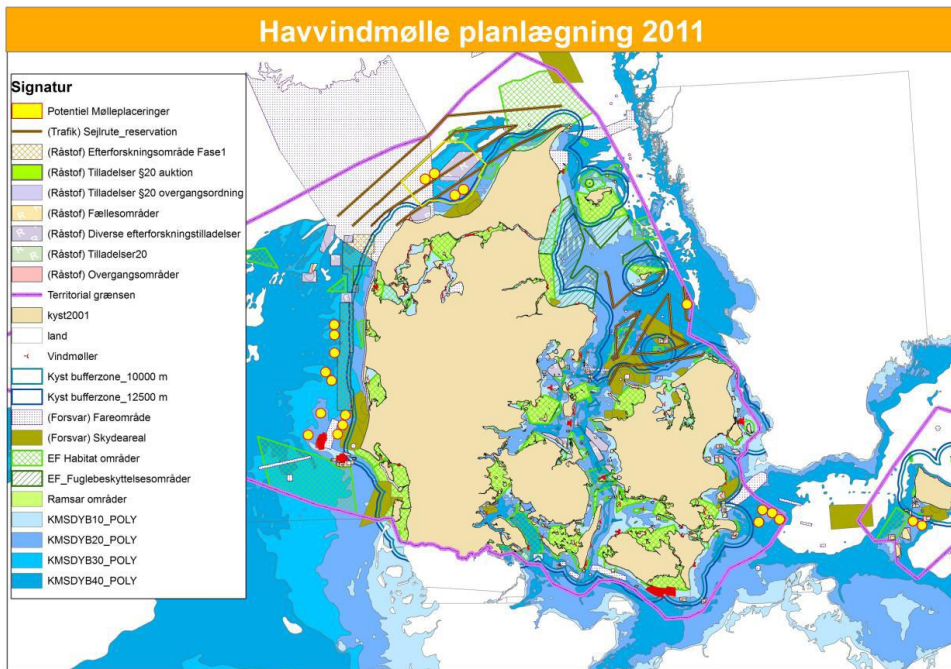 Havvindmølle planlægning 2011
Signatur
Potentiel Mølleplaceringer
(Trafik) Sejlrute_reservation
(Råstof) Efterforskningsområde Fase1
(Råstof) Tilladelser §20 auktion
(Råstof) Tilladelser §20 overgangsordning
(Råstof) Fællesområder
(Råstof) Diverse efterforskningstilladelser
(Råstof) Tilladelser20
(Råstof) Overgangsområder
Territorial grænsen
kyst2001
land
Vindmøller
Kyst bufferzone_10000 m
Kyst bufferzone_12500 m
(Forsvar) Fareområde
(Forsvar) Skydeareal
EF Habitat områder
EF_Fuglebeskyttelsesområder
Ramsar områder
KMSDYB10_POLY
KMSDYB20_POLY
KMSDYB30_POLY
KMSDYB40_POLY